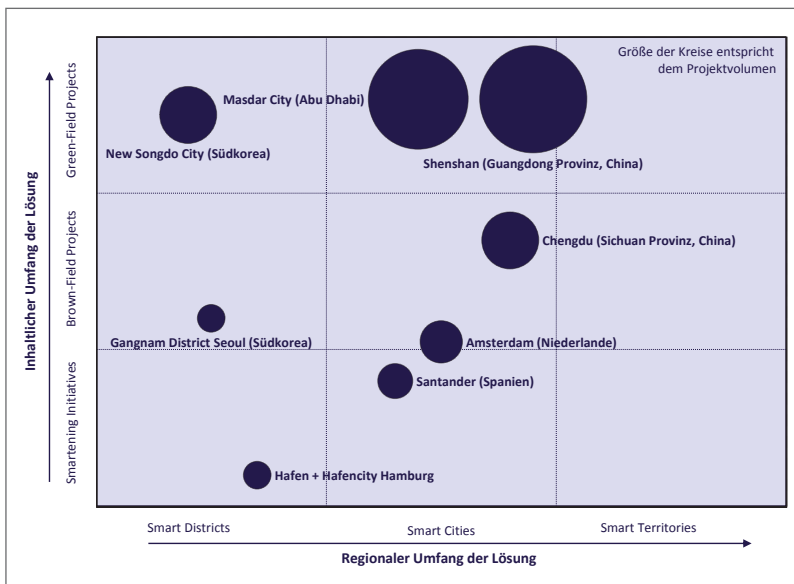 Größe der Kreise entspricht
dem Projektvolumen
Masdar City (Abu Dhabi)
New Songdo City (Südkorea)
Shenshan (Guangdong Provinz, China)
Chengdu (Sichuan Provinz, China)
Gangnam District Seoul (Südkorea)
Amsterdam (Niederlande)
Santander (Spanien)
Hafen + Hafencity Hamburg
Inhaltlicher Umfang der Lösung
Green-Field Projects
Brown-Field Projects
Smartening Initiatives
Smart Districts
Smart Cities
Smart Territories
Regionaler Umfang der Lösung